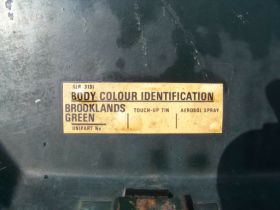 BODY COLOUR IDENTIFICATION
BROOKLANDS TOUCH-UP TIN AEROSOL SPRAY
GREEN
UNIPART No